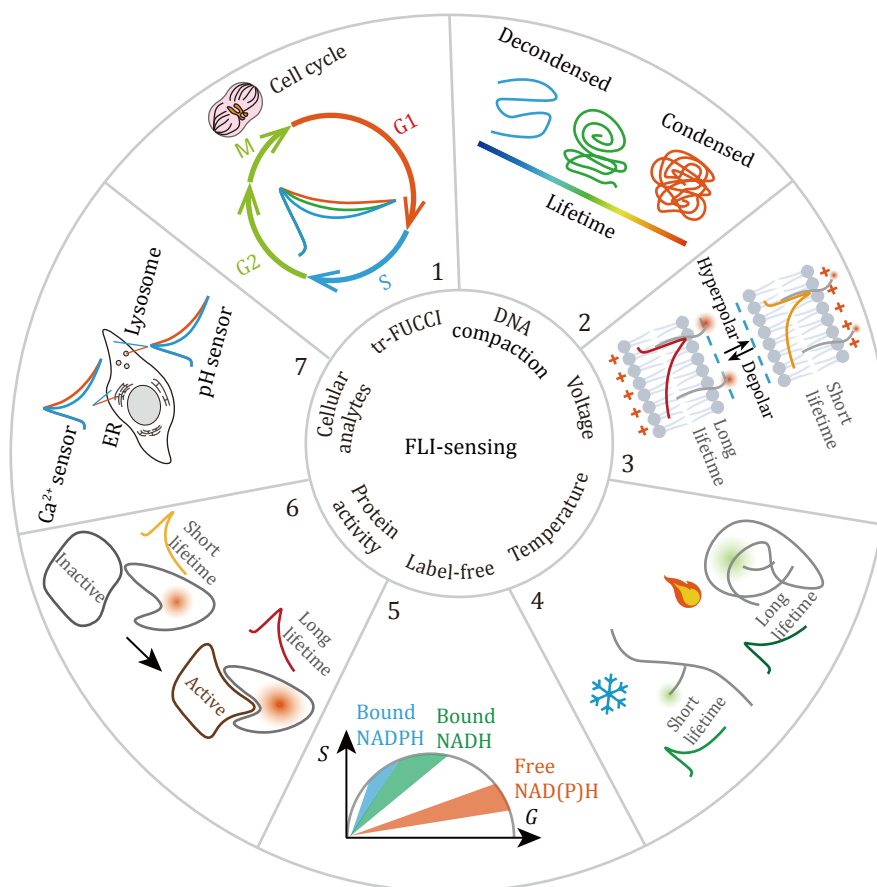 FLI-sensing
tr-FUCCI
DNA
compaction
Voltage
Temperature
Label-free
Protein
activity
Cellular
analytes
1
Cell cycle
G1
S
G2
M
2
Decondensed
Condensed
Lifetime
3
Hyperpolar
Depolar
Long
lifetime
Short
lifetime
4
Long
lifetime
Short
lifetime
5
Bound
NADPH
Bound
NADH
Free
NAD(P)H
S
G
6
Inactive
Short
lifetime
Active
Long
lifetime
7
Lysosome
pH sensor
ER
Ca²⁺ sensor